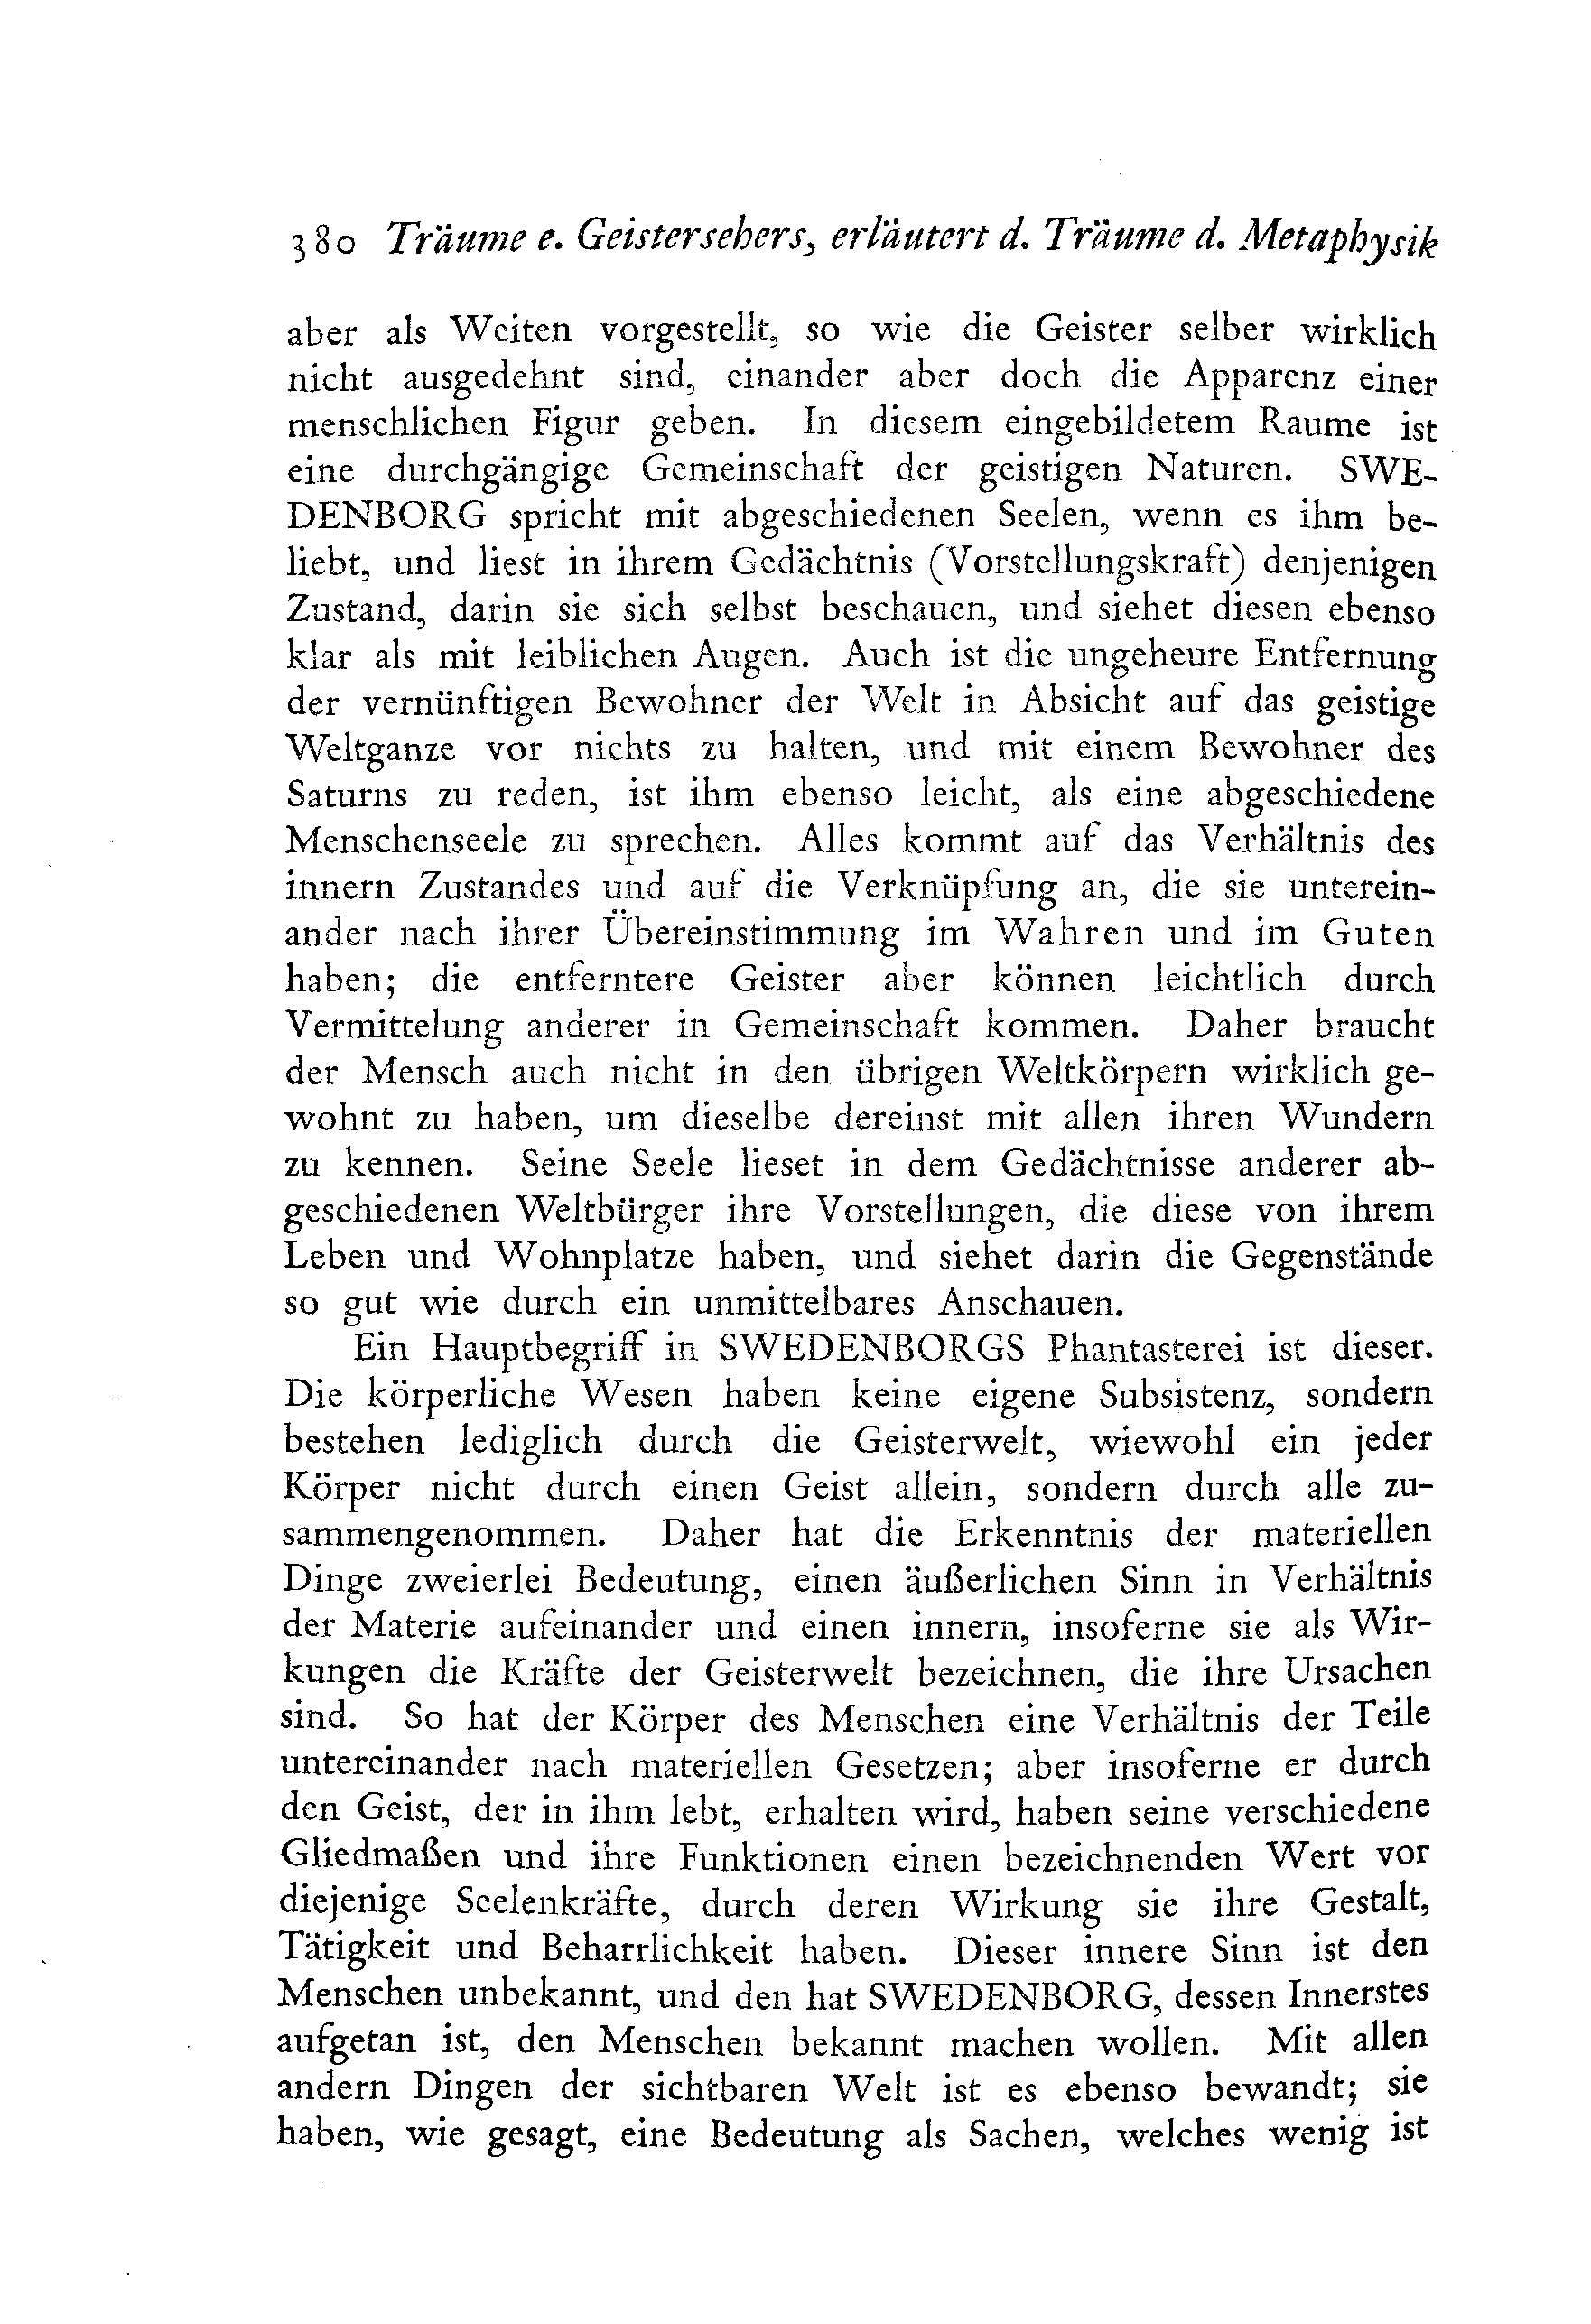 380 Träume e. Geistersehers, erläutert d. Träume d. Metaphysik
aber als Weiten vorgestellt, so wie die Geister selber wirklich
nicht ausgedehnt sind, einander aber doch die Apparenz einer
menschlichen Figur geben. In diesem eingebildetem Raume ist
eine durchgängige Gemeinschaft der geistigen Naturen. SWE-
DENBORG spricht mit abgeschiedenen Seelen, wenn es ihm be-
liebt, und liest in ihrem Gedächtnis (Vorstellungskraft) denjenigen
Zustand, darin sie sich selbst beschauen, und siehet diesen ebenso
klar als mit leiblichen Augen. Auch ist die ungeheure Entfernung
der vernünftigen Bewohner der Welt in Absicht auf das geistige
Weltganze vor nichts zu halten, und mit einem Bewohner des
Saturns zu reden, ist ihm ebenso leicht, als eine abgeschiedene
Menschenseele zu sprechen. Alles kommt auf das Verhältnis des
innern Zustandes und auf die Verknüpfung an, die sie unterein-
ander nach ihrer Übereinstimmung im Wahren und im Guten
haben; die entferntere Geister aber können leichtlich durch
Vermittelung anderer in Gemeinschaft kommen. Daher braucht
der Mensch auch nicht in den übrigen Weltkörpern wirklich ge-
wohnt zu haben, um dieselbe dereinst mit allen ihren Wundern
zu kennen. Seine Seele lieset in dem Gedächtnisse anderer ab-
geschiedenen Weltbürger ihre Vorstellungen, die diese von ihrem
Leben und Wohnplatze haben, und siehet darin die Gegenstände
so gut wie durch ein unmittelbares Anschauen.
Ein Hauptbegriff in SWEDENBORGS Phantasterei ist dieser.
Die körperliche Wesen haben keine eigene Subsistenz, sondern
bestehen lediglich durch die Geisterwelt, wiewohl ein jeder
Körper nicht durch einen Geist allein, sondern durch alle zu-
sammengenommen. Daher hat die Erkenntnis der materiellen
Dinge zweierlei Bedeutung, einen äußerlichen Sinn in Verhältnis
der Materie aufeinander und einen innern, insoferne sie als Wir-
kungen die Kräfte der Geisterwelt bezeichnen, die ihre Ursachen
sind. So hat der Körper des Menschen eine Verhältnis der Teile
untereinander nach materiellen Gesetzen; aber insoferne er durch
den Geist, der in ihm lebt, erhalten wird, haben seine verschiedene
Gliedmaßen und ihre Funktionen einen bezeichnenden Wert vor
diejenige Seelenkräfte, durch deren Wirkung sie ihre Gestalt,
Tätigkeit und Beharrlichkeit haben. Dieser innere Sinn ist den
Menschen unbekannt, und den hat SWEDENBORG, dessen Innerstes
aufgetan ist, den Menschen bekannt machen wollen. Mit allen
andern Dingen der sichtbaren Welt ist es ebenso bewandt; sie
haben, wie gesagt, eine Bedeutung als Sachen, welches wenig ist